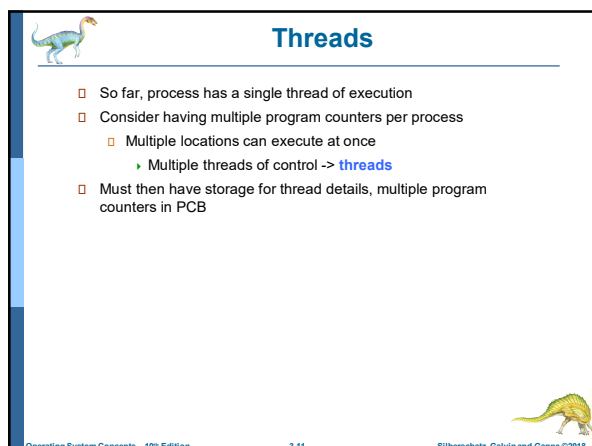 Threads
So far, process has a single thread of execution
Consider having multiple program counters per process
Multiple locations can execute at once
Multiple threads of control -> threads
Must then have storage for thread details, multiple program
counters in PCB
Operating System Concepts – 10th Edition 3.11 Silberschatz, Galvin and Gagne ©2018